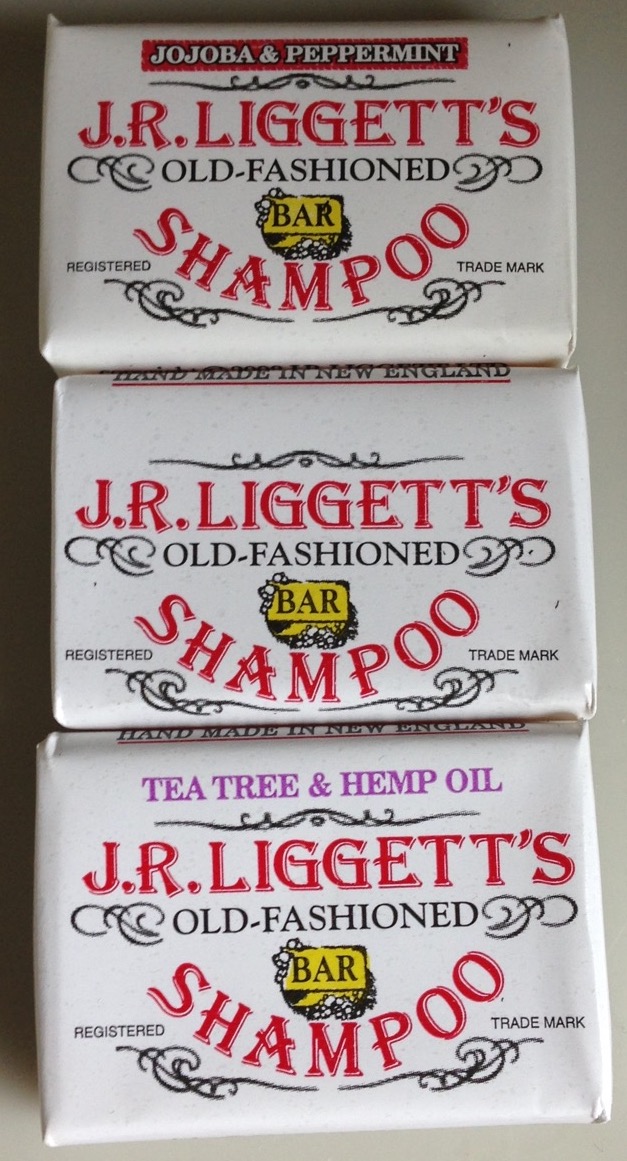 JOJOBA & PEPPERMINT
J.R. LIGGETT'S
OLD-FASHIONED
BAR
SHAMPOO
REGISTERED TRADE MARK
HAND MADE IN NEW ENGLAND
J.R. LIGGETT'S
OLD-FASHIONED
BAR
SHAMPOO
REGISTERED TRADE MARK
HAND MADE IN NEW ENGLAND
TEA TREE & HEMP OIL
J.R. LIGGETT'S
OLD-FASHIONED
BAR
SHAMPOO
REGISTERED TRADE MARK